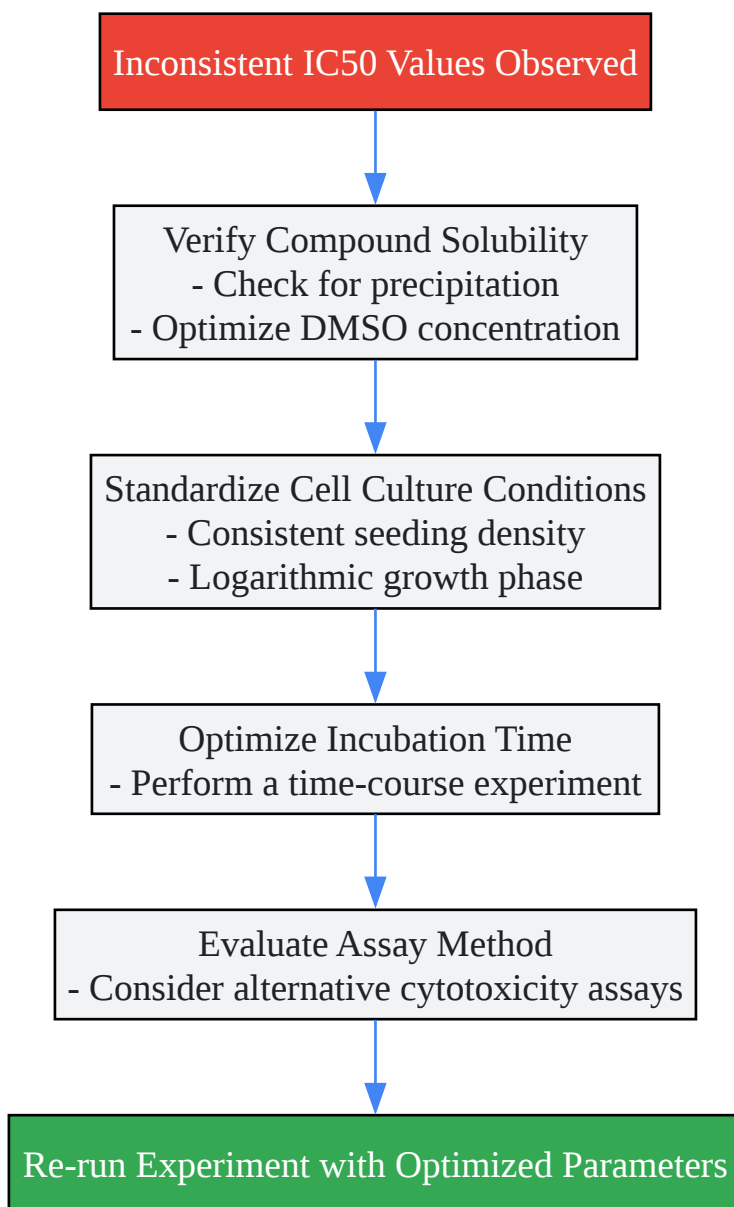 Inconsistent IC50 Values Observed
Verify Compound Solubility
- Check for precipitation
- Optimize DMSO concentration
Standardize Cell Culture Conditions
- Consistent seeding density
- Logarithmic growth phase
Optimize Incubation Time
- Perform a time-course experiment
Evaluate Assay Method
- Consider alternative cytotoxicity assays
Re-run Experiment with Optimized Parameters